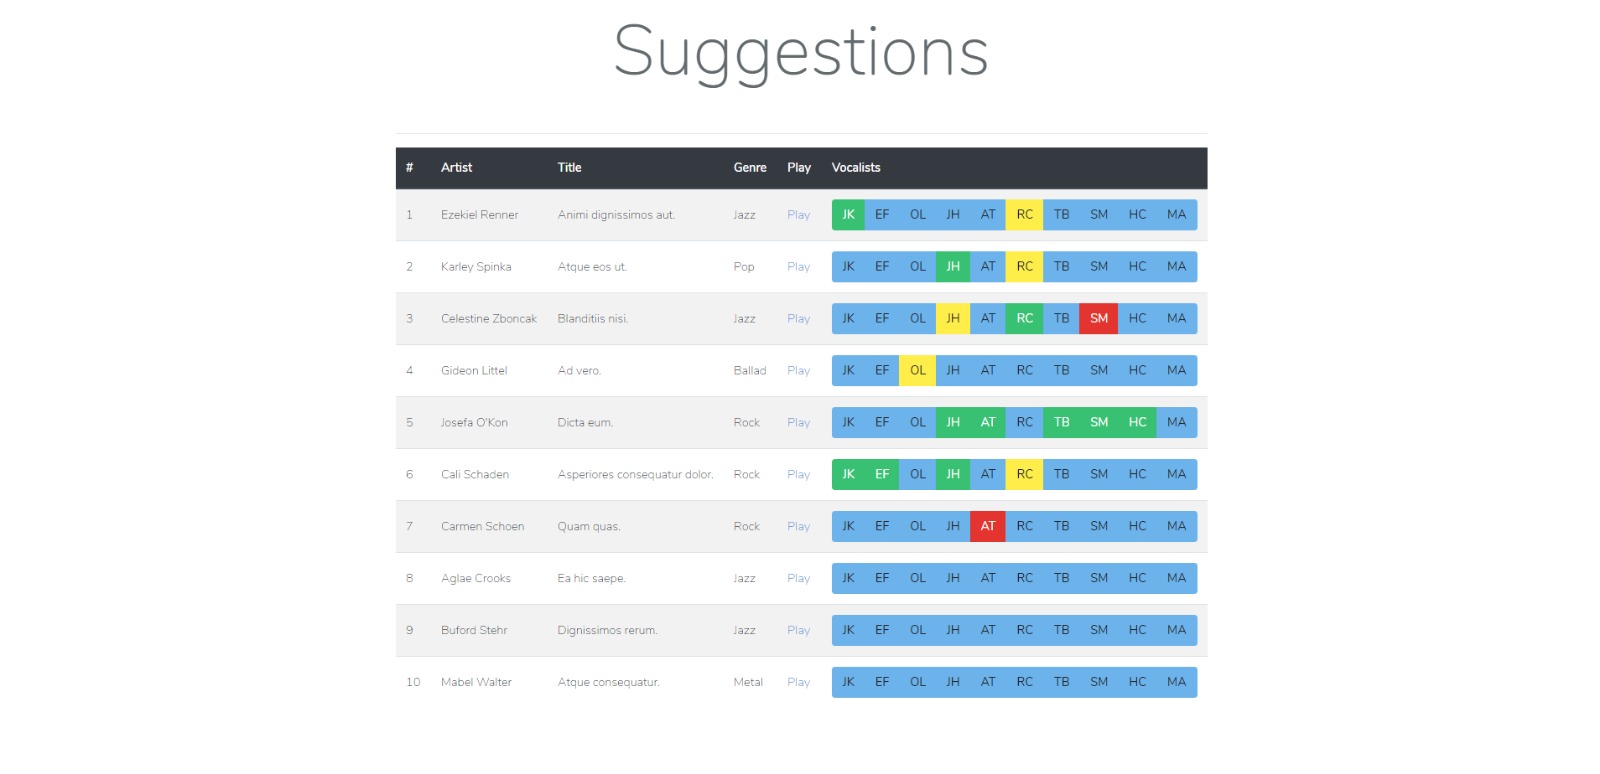 Suggestions
# Artist Title Genre Play Vocalists
1 Ezekiel Renner Animi dignissimos aut. Jazz Play JK EF OL JH AT RC TB SM HC MA
2 Karley Spinka Atque eos ut. Pop Play JK EF OL JH AT RC TB SM HC MA
3 Celestine Zboncak Blanditiis nisi. Jazz Play JK EF OL JH AT RC TB SM HC MA
4 Gideon Littel Ad vero. Ballad Play JK EF OL JH AT RC TB SM HC MA
5 Josefa O'Kon Dicta eum. Rock Play JK EF OL JH AT RC TB SM HC MA
6 Cali Schaden Asperiores consequatur dolor. Rock Play JK EF OL JH AT RC TB SM HC MA
7 Carmen Schoen Quam quas. Rock Play JK EF OL JH AT RC TB SM HC MA
8 Aglae Crooks Ea hic saepe. Jazz Play JK EF OL JH AT RC TB SM HC MA
9 Buford Stehr Dignissimos rerum. Jazz Play JK EF OL JH AT RC TB SM HC MA
10 Mabel Walter Atque consequatur. Metal Play JK EF OL JH AT RC TB SM HC MA